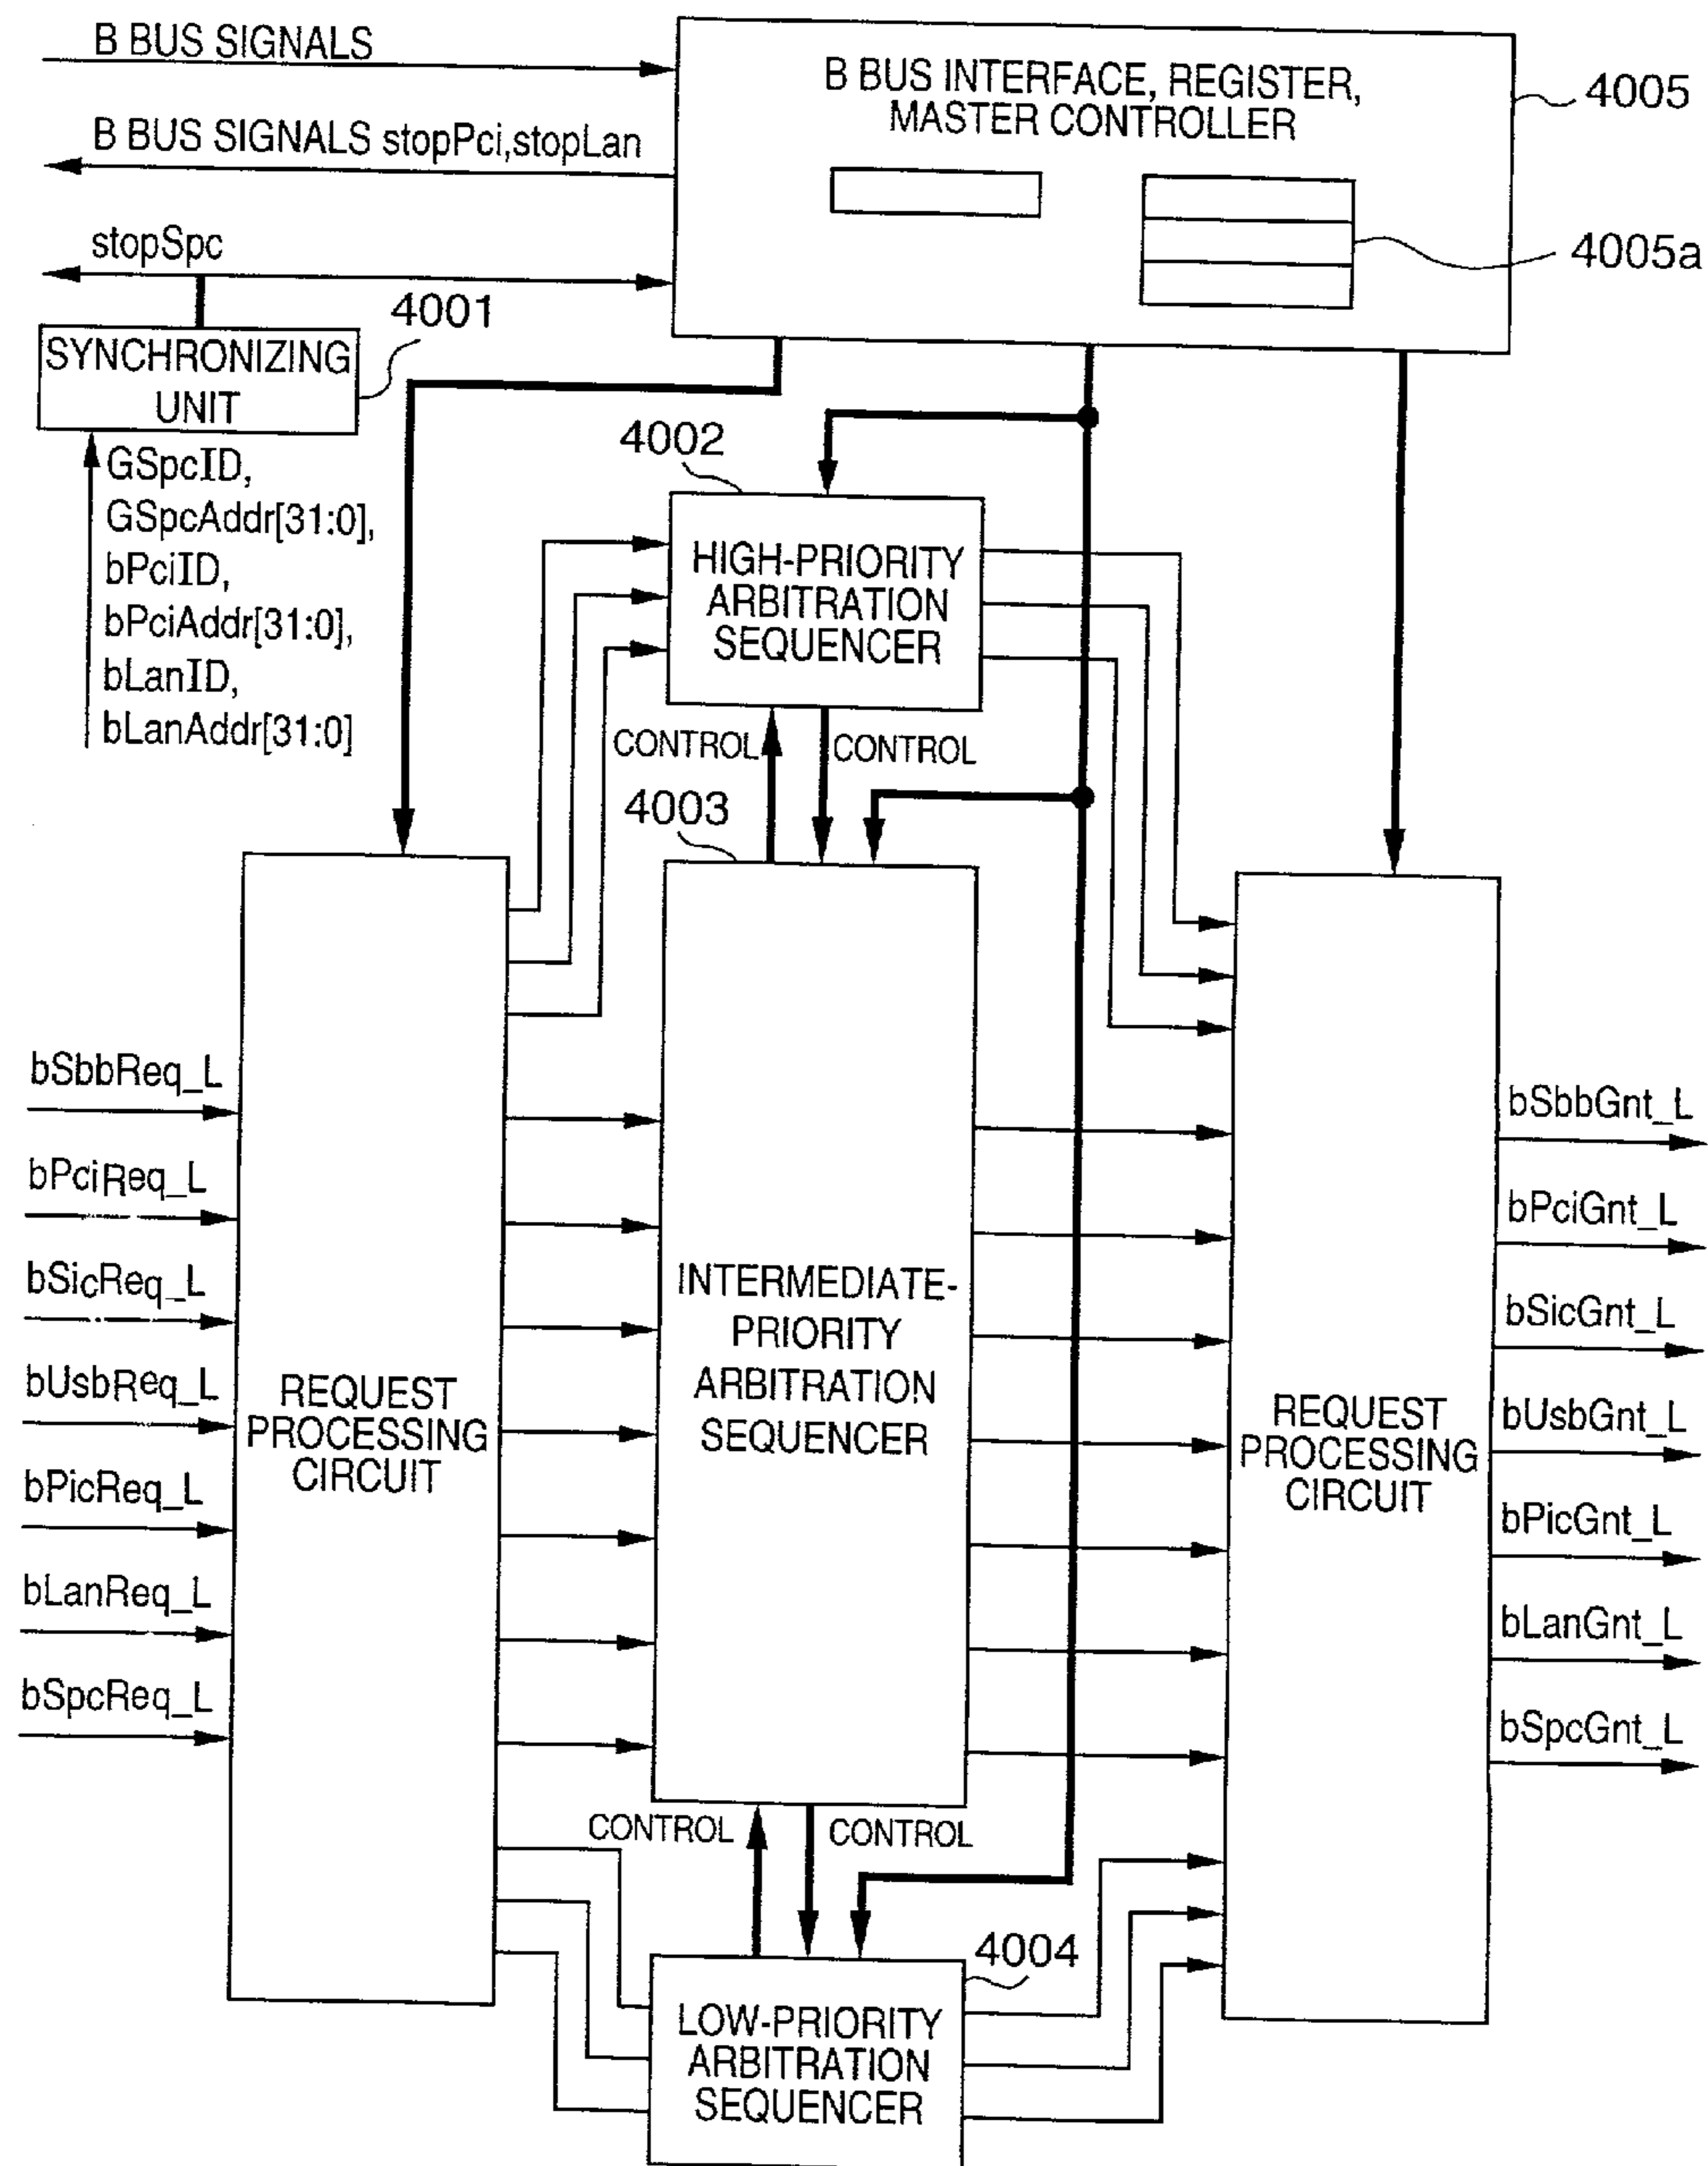 B BUS SIGNALS
B BUS INTERFACE, REGISTER,
MASTER CONTROLLER
4005
B BUS SIGNALS stopPci,stopLan
4005a
stopSpc
4001
SYNCHRONIZING
UNIT
GSpcID,
GSpcAddr[31:0],
bPciID,
bPciAddr[31:0],
bLanID,
bLanAddr[31:0]
4002
HIGH-PRIORITY
ARBITRATION
SEQUENCER
CONTROL
CONTROL
4003
bSbbReq_L
bPciReq_L
bSicReq_L
bUsbReq_L
bPicReq_L
bLanReq_L
bSpcReq_L
REQUEST
PROCESSING
CIRCUIT
INTERMEDIATE-
PRIORITY
ARBITRATION
SEQUENCER
REQUEST
PROCESSING
CIRCUIT
bSbbGnt_L
bPciGnt_L
bSicGnt_L
bUsbGnt_L
bPicGnt_L
bLanGnt_L
bSpcGnt_L
CONTROL
CONTROL
4004
LOW-PRIORITY
ARBITRATION
SEQUENCER